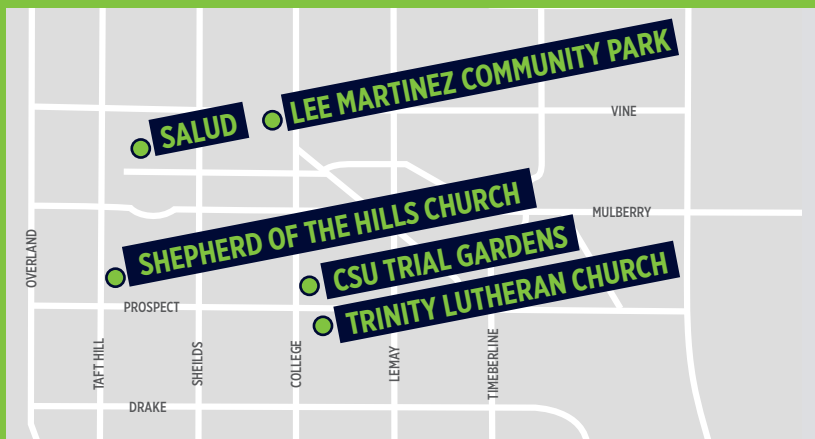 LEE MARTINEZ COMMUNITY PARK
SALUD
VINE
SHEPHERD OF THE HILLS CHURCH
MULBERRY
CSU TRIAL GARDENS
OVERLAND
TRINITY LUTHERAN CHURCH
PROSPECT
TAFT HILL
SHEILDS
COLLEGE
LEMAY
TIMEBERLINE
DRAKE